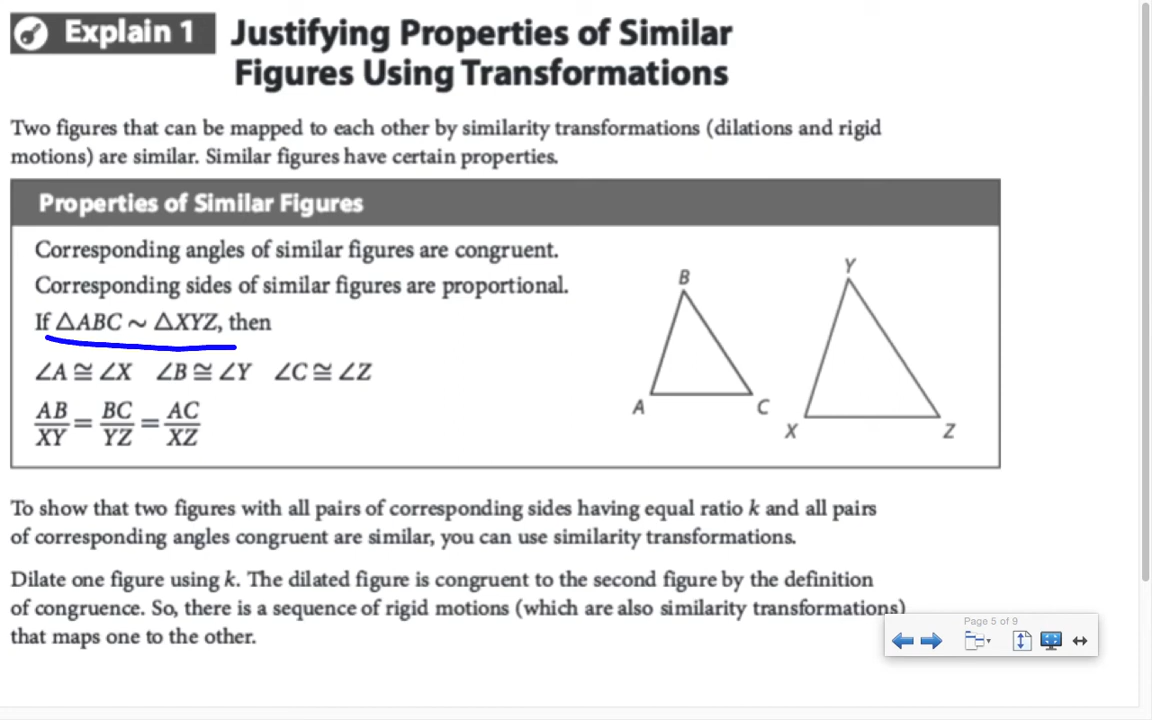 Explain 1 Justifying Properties of Similar
Figures Using Transformations
Two figures that can be mapped to each other by similarity transformations (dilations and rigid
motions) are similar. Similar figures have certain properties.
Properties of Similar Figures
Corresponding angles of similar figures are congruent.
Corresponding sides of similar figures are proportional.
If △ABC ~ △XYZ, then
∠A ≅ ∠X ∠B ≅ ∠Y ∠C ≅ ∠Z
AB/XY = BC/YZ = AC/XZ
B
A
C
Y
X
Z
To show that two figures with all pairs of corresponding sides having equal ratio k and all pairs
of corresponding angles congruent are similar, you can use similarity transformations.
Dilate one figure using k. The dilated figure is congruent to the second figure by the definition
of congruence. So, there is a sequence of rigid motions (which are also similarity transformations)
that maps one to the other.
Page 5 of 9